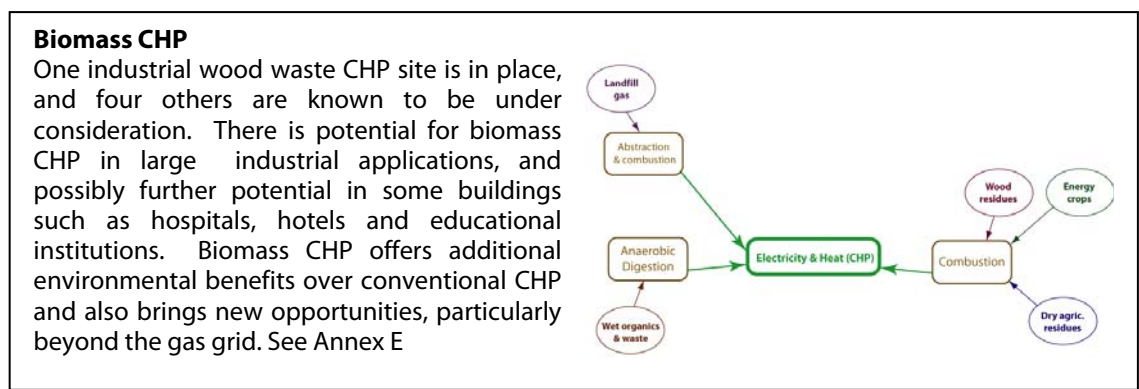 Biomass CHP
One industrial wood waste CHP site is in place,
and four others are known to be under
consideration. There is potential for biomass
CHP in large industrial applications, and
possibly further potential in some buildings
such as hospitals, hotels and educational
institutions. Biomass CHP offers additional
environmental benefits over conventional CHP
and also brings new opportunities, particularly
beyond the gas grid. See Annex E
Landfill
gas
Abstraction
& combustion
Wood
residues
Energy
crops
Anaerobic
Digestion
Electricity & Heat (CHP)
Combustion
Wet organics
& waste
Dry agric.
residues